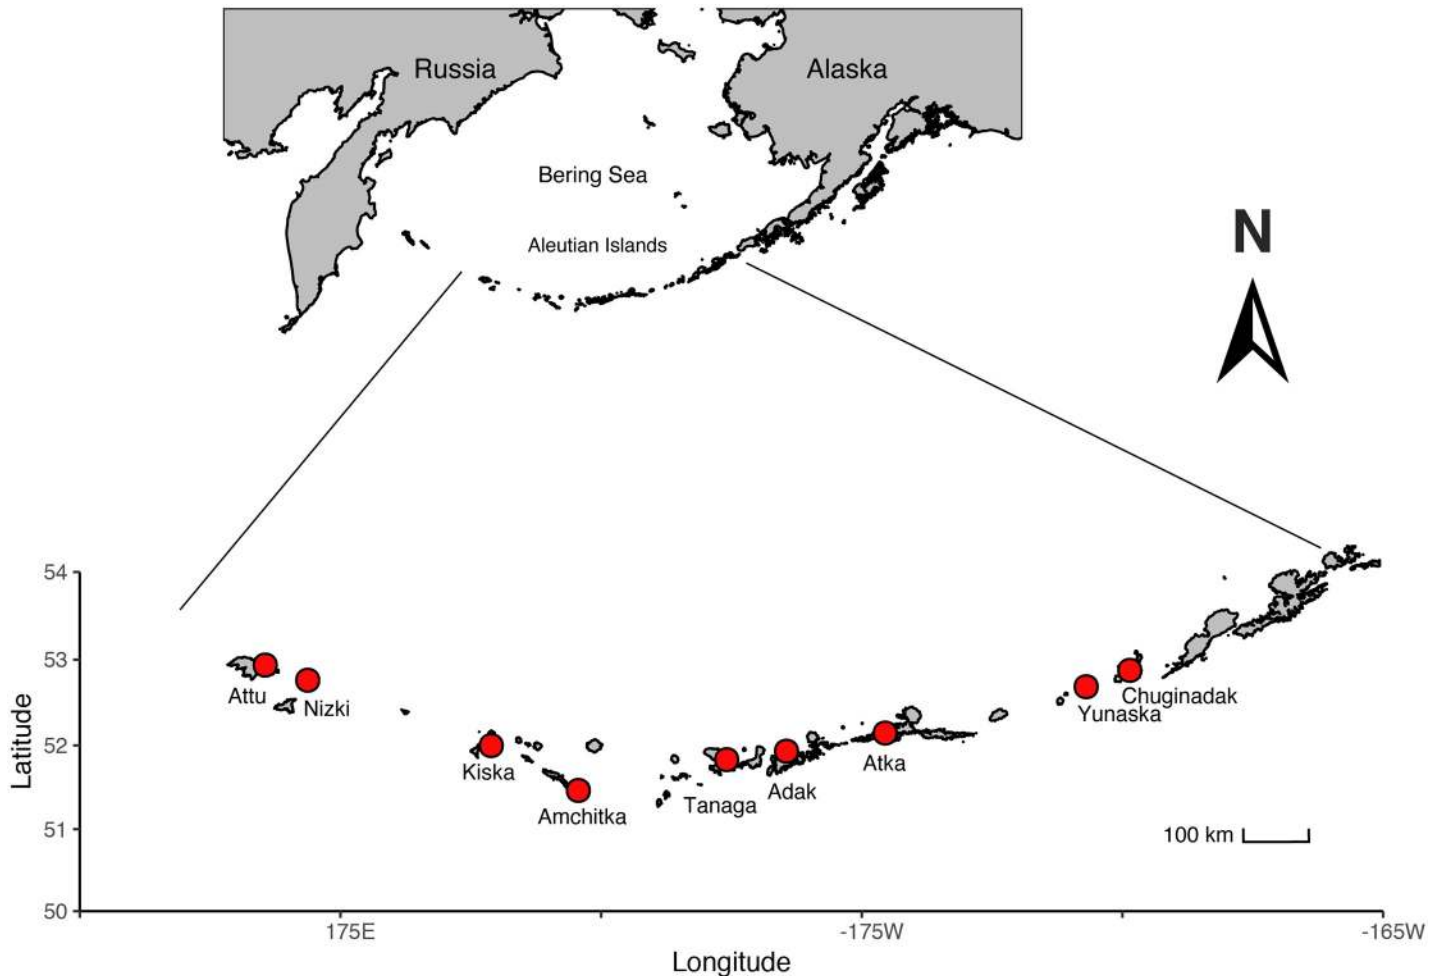 Russia
Alaska
Bering Sea
Aleutian Islands
N
54
53
52
51
50
Latitude
Attu
Nizki
Kiska
Amchitka
Tanaga
Adak
Atka
Yunaska
Chuginadak
100 km
175E
-175W
-165W
Longitude